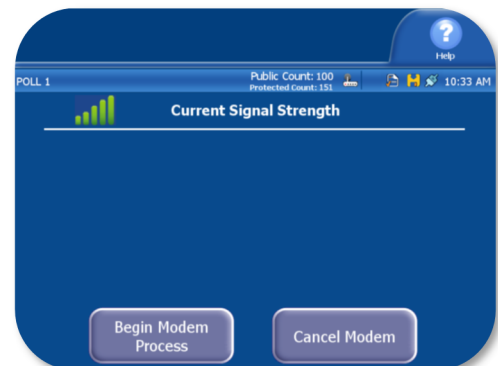 ?
Help
POLL 1
Public Count: 100
Protected Count: 151
10:33 AM
Current Signal Strength
Begin Modem
Process
Cancel Modem